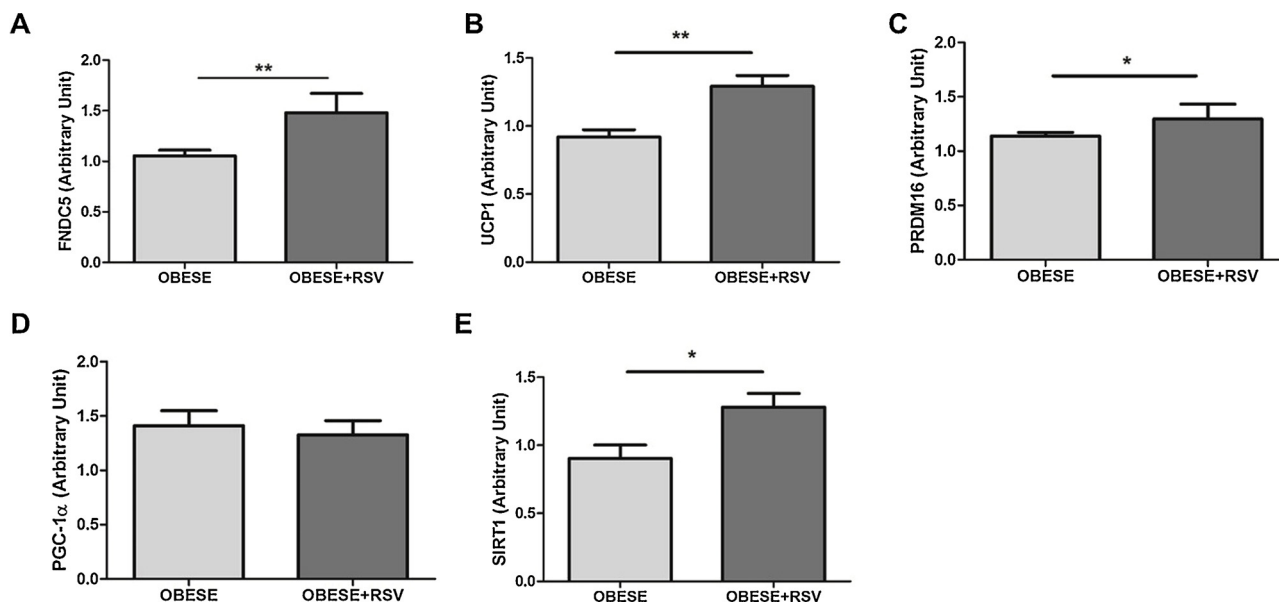 A
FNDC5 (Arbitrary Unit)
2.0
1.5
1.0
0.5
0.0
**
OBESE OBESE+RSV
B
UCP1 (Arbitrary Unit)
1.5
1.0
0.5
0.0
**
OBESE OBESE+RSV
C
PRDM16 (Arbitrary Unit)
2.0
1.5
1.0
0.5
0.0
*
OBESE OBESE+RSV
D
PGC-1α (Arbitrary Unit)
2.0
1.5
1.0
0.5
0.0
OBESE OBESE+RSV
E
SIRT1 (Arbitrary Unit)
1.5
1.0
0.5
0.0
*
OBESE OBESE+RSV